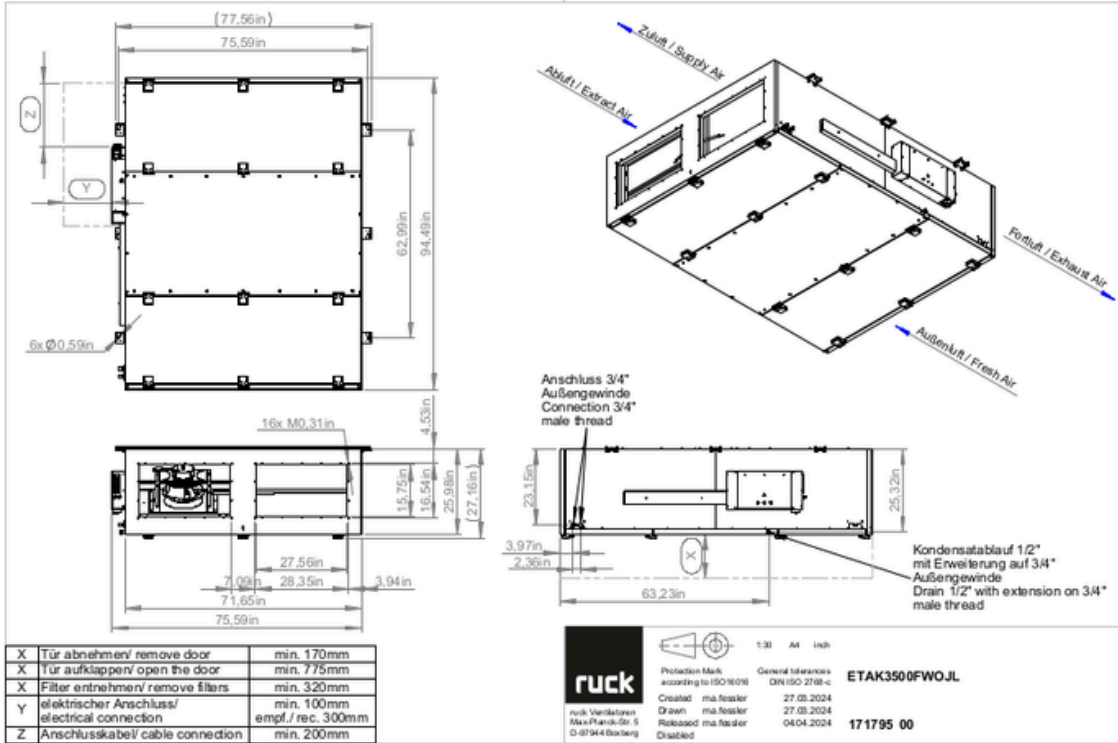 (77,56in)
75,59in
Z
Y
62,99in
94,49in
6x Ø0,59in
4,53in
Zuluft / Supply Air
Abluft / Extract Air
Fortluft / Exhaust Air
Außenluft / Fresh Air
16x M0,31in
15,75in
16,54in
25,98in
(27,16in)
27,56in
7,09in
28,35in
3,94in
71,65in
75,59in
Anschluss 3/4"
Außengewinde
Connection 3/4"
male thread
23,15in
25,32in
3,97in
2,36in
X
63,23in
Kondensatablauf 1/2"
mit Erweiterung auf 3/4"
Außengewinde
Drain 1/2" with extension on 3/4"
male thread
X Tür abnehmen/ remove door min. 170mm
X Tür aufklappen/ open the door min. 775mm
X Filter entnehmen/ remove filters min. 320mm
Y elektrischer Anschluss/ electrical connection min. 100mm empf./ rec. 300mm
Z Anschlusskabel/ cable connection min. 200mm
ruck
ruck Ventilatoren
Max-Planck-Str. 5
D-97944 Boxberg
1:30 A4 inch
Protection Mark
according to ISO16016
General tolerances
DIN ISO 2768-c
Created ma.fessler 27.03.2024
Drawn ma.fessler 27.03.2024
Released ma.fessler 04.04.2024
Disabled
ETAK3500FWOJL
171795 00